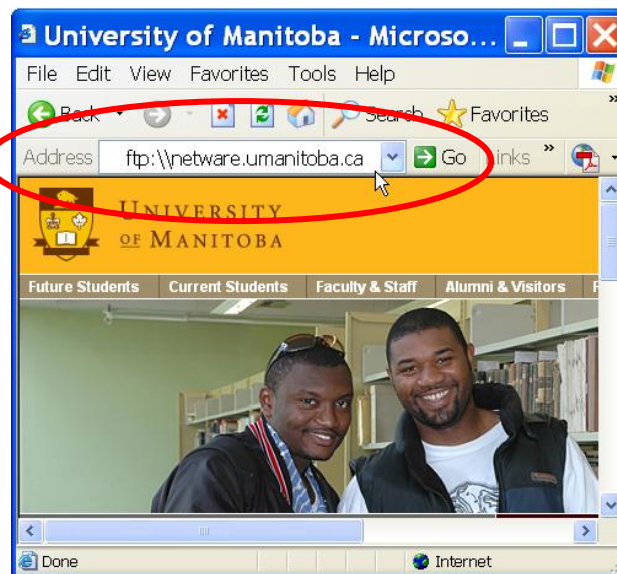 University of Manitoba - Microso...
File Edit View Favorites Tools Help
Back Search Favorites »
Address ftp:\\netware.umanitoba.ca Go Links »
UNIVERSITY
OF MANITOBA
Future Students Current Students Faculty & Staff Alumni & Visitors
Done Internet